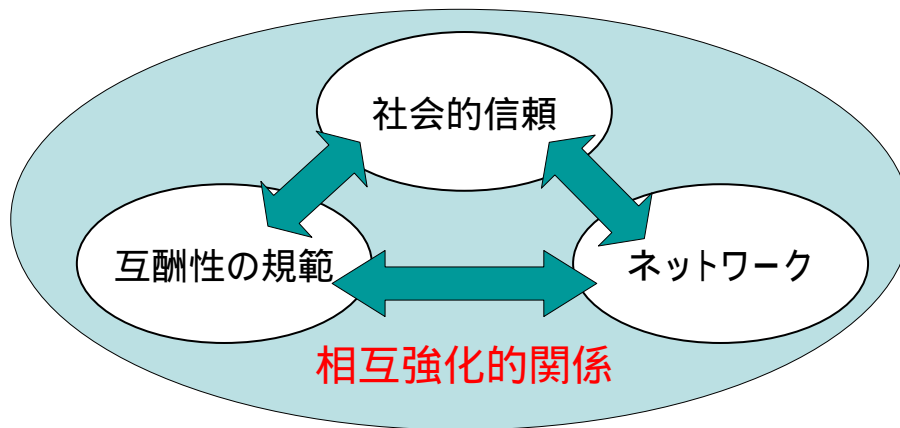 社会的信頼
互酬性の規範
ネットワーク
相互強化的関係